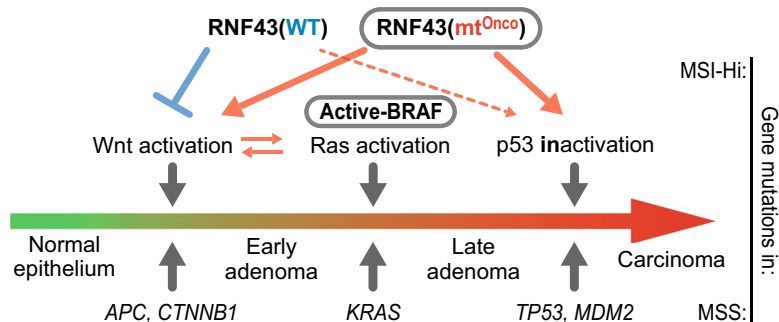 RNF43(WT) RNF43(mtOnco)
MSI-Hi:
Active-BRAF
Wnt activation Ras activation p53 inactivation
Gene mutations in:
Normal epithelium
Early adenoma
Late adenoma
Carcinoma
APC, CTNNB1 KRAS TP53, MDM2 MSS: